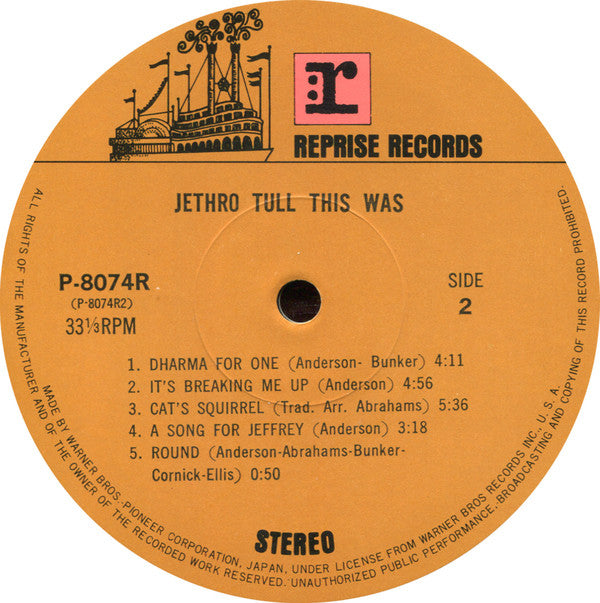 r
REPRISE RECORDS
JETHRO TULL THIS WAS
P-8074R
(P-8074R2)
33⅓RPM
SIDE
2
1. DHARMA FOR ONE (Anderson- Bunker) 4:11
2. IT'S BREAKING ME UP (Anderson) 4:56
3. CAT'S SQUIRREL (Trad. Arr. Abrahams) 5:36
4. A SONG FOR JEFFREY (Anderson) 3:18
5. ROUND (Anderson-Abrahams-Bunker-
Cornick-Ellis) 0:50
STEREO
ALL RIGHTS OF THE MANUFACTURER AND OF THE OWNER OF THE RECORDED WORK RESERVED. UNAUTHORIZED PUBLIC PERFORMANCE, BROADCASTING AND COPYING OF THIS RECORD PROHIBITED.
MADE BY WARNER BROS.-PIONEER CORPORATION, JAPAN, UNDER LICENSE FROM WARNER BROS RECORDS INC., U. S. A.